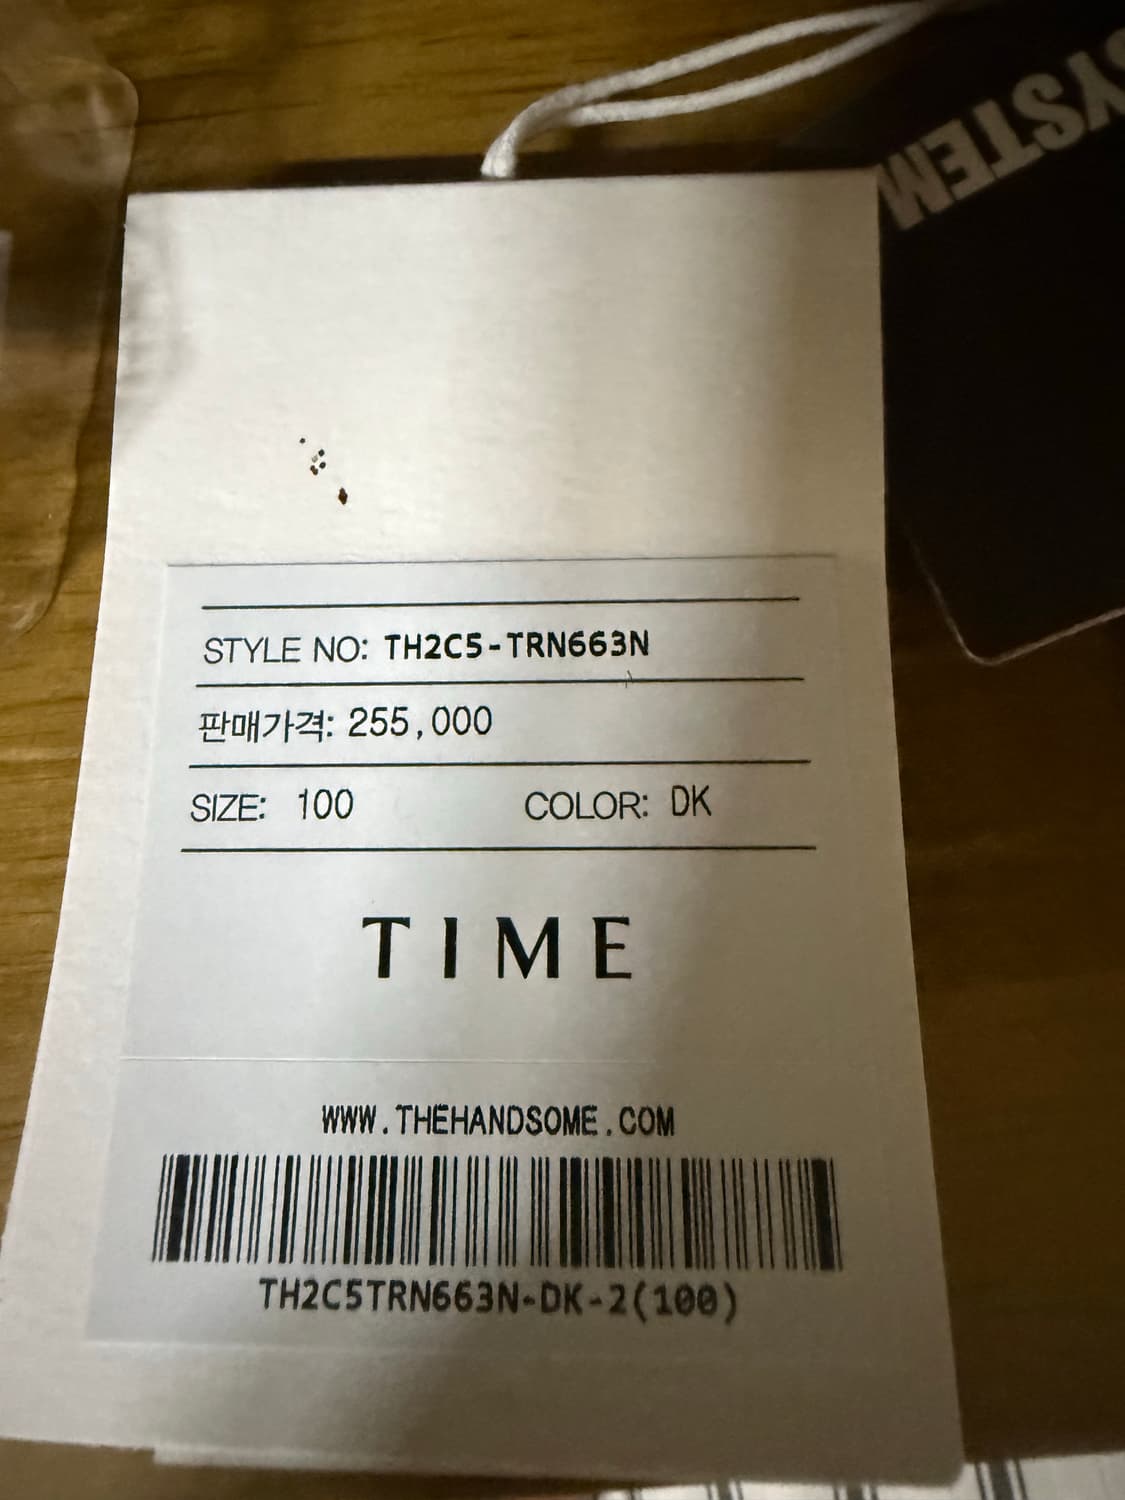 SYSTEM
STYLE NO: TH2C5-TRN663N
판매가격: 255,000
SIZE: 100 COLOR: DK
TIME
WWW.THEHANDSOME.COM
TH2C5TRN663N-DK-2(100)